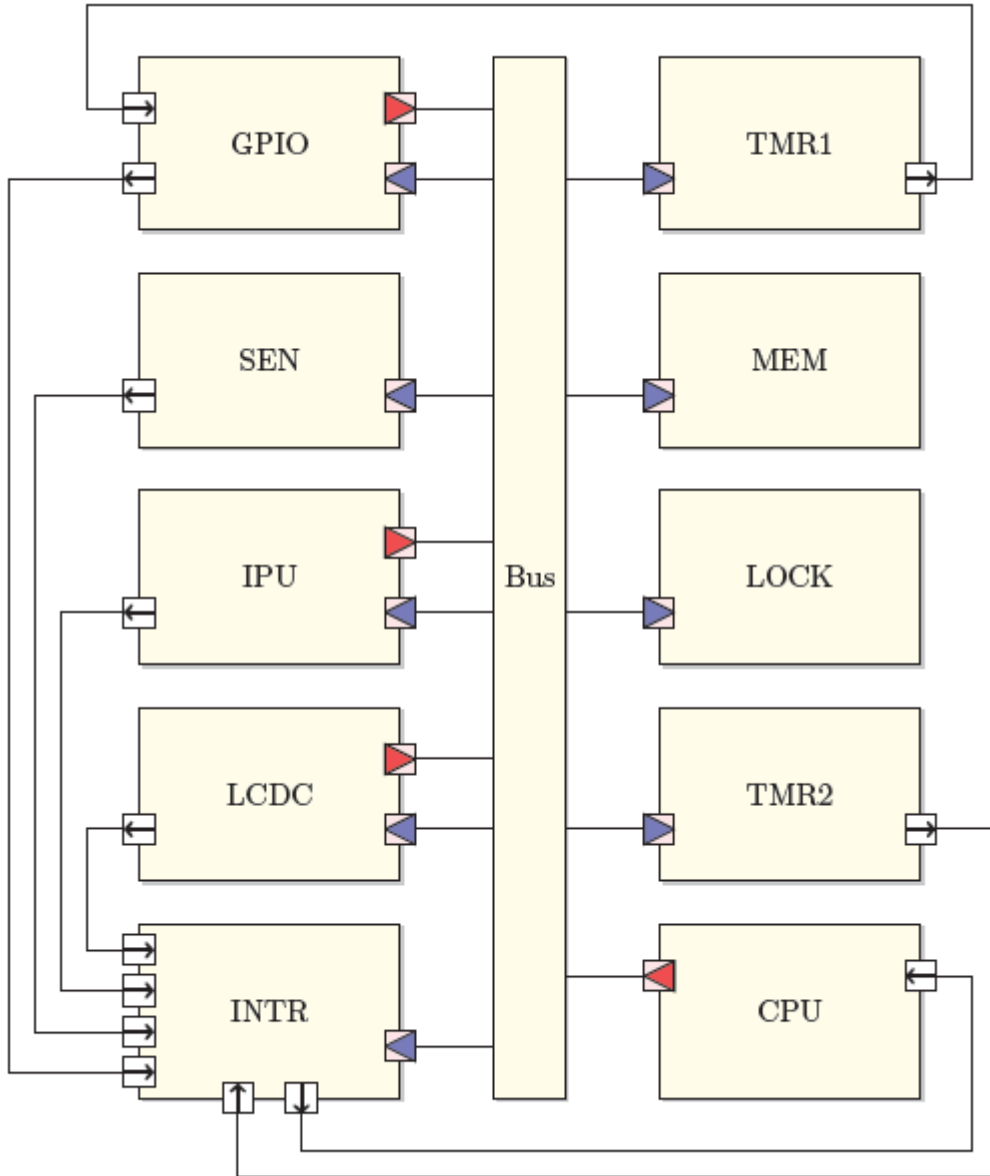 GPIO
TMR1
SEN
MEM
IPU
Bus
LOCK
LCDC
TMR2
INTR
CPU